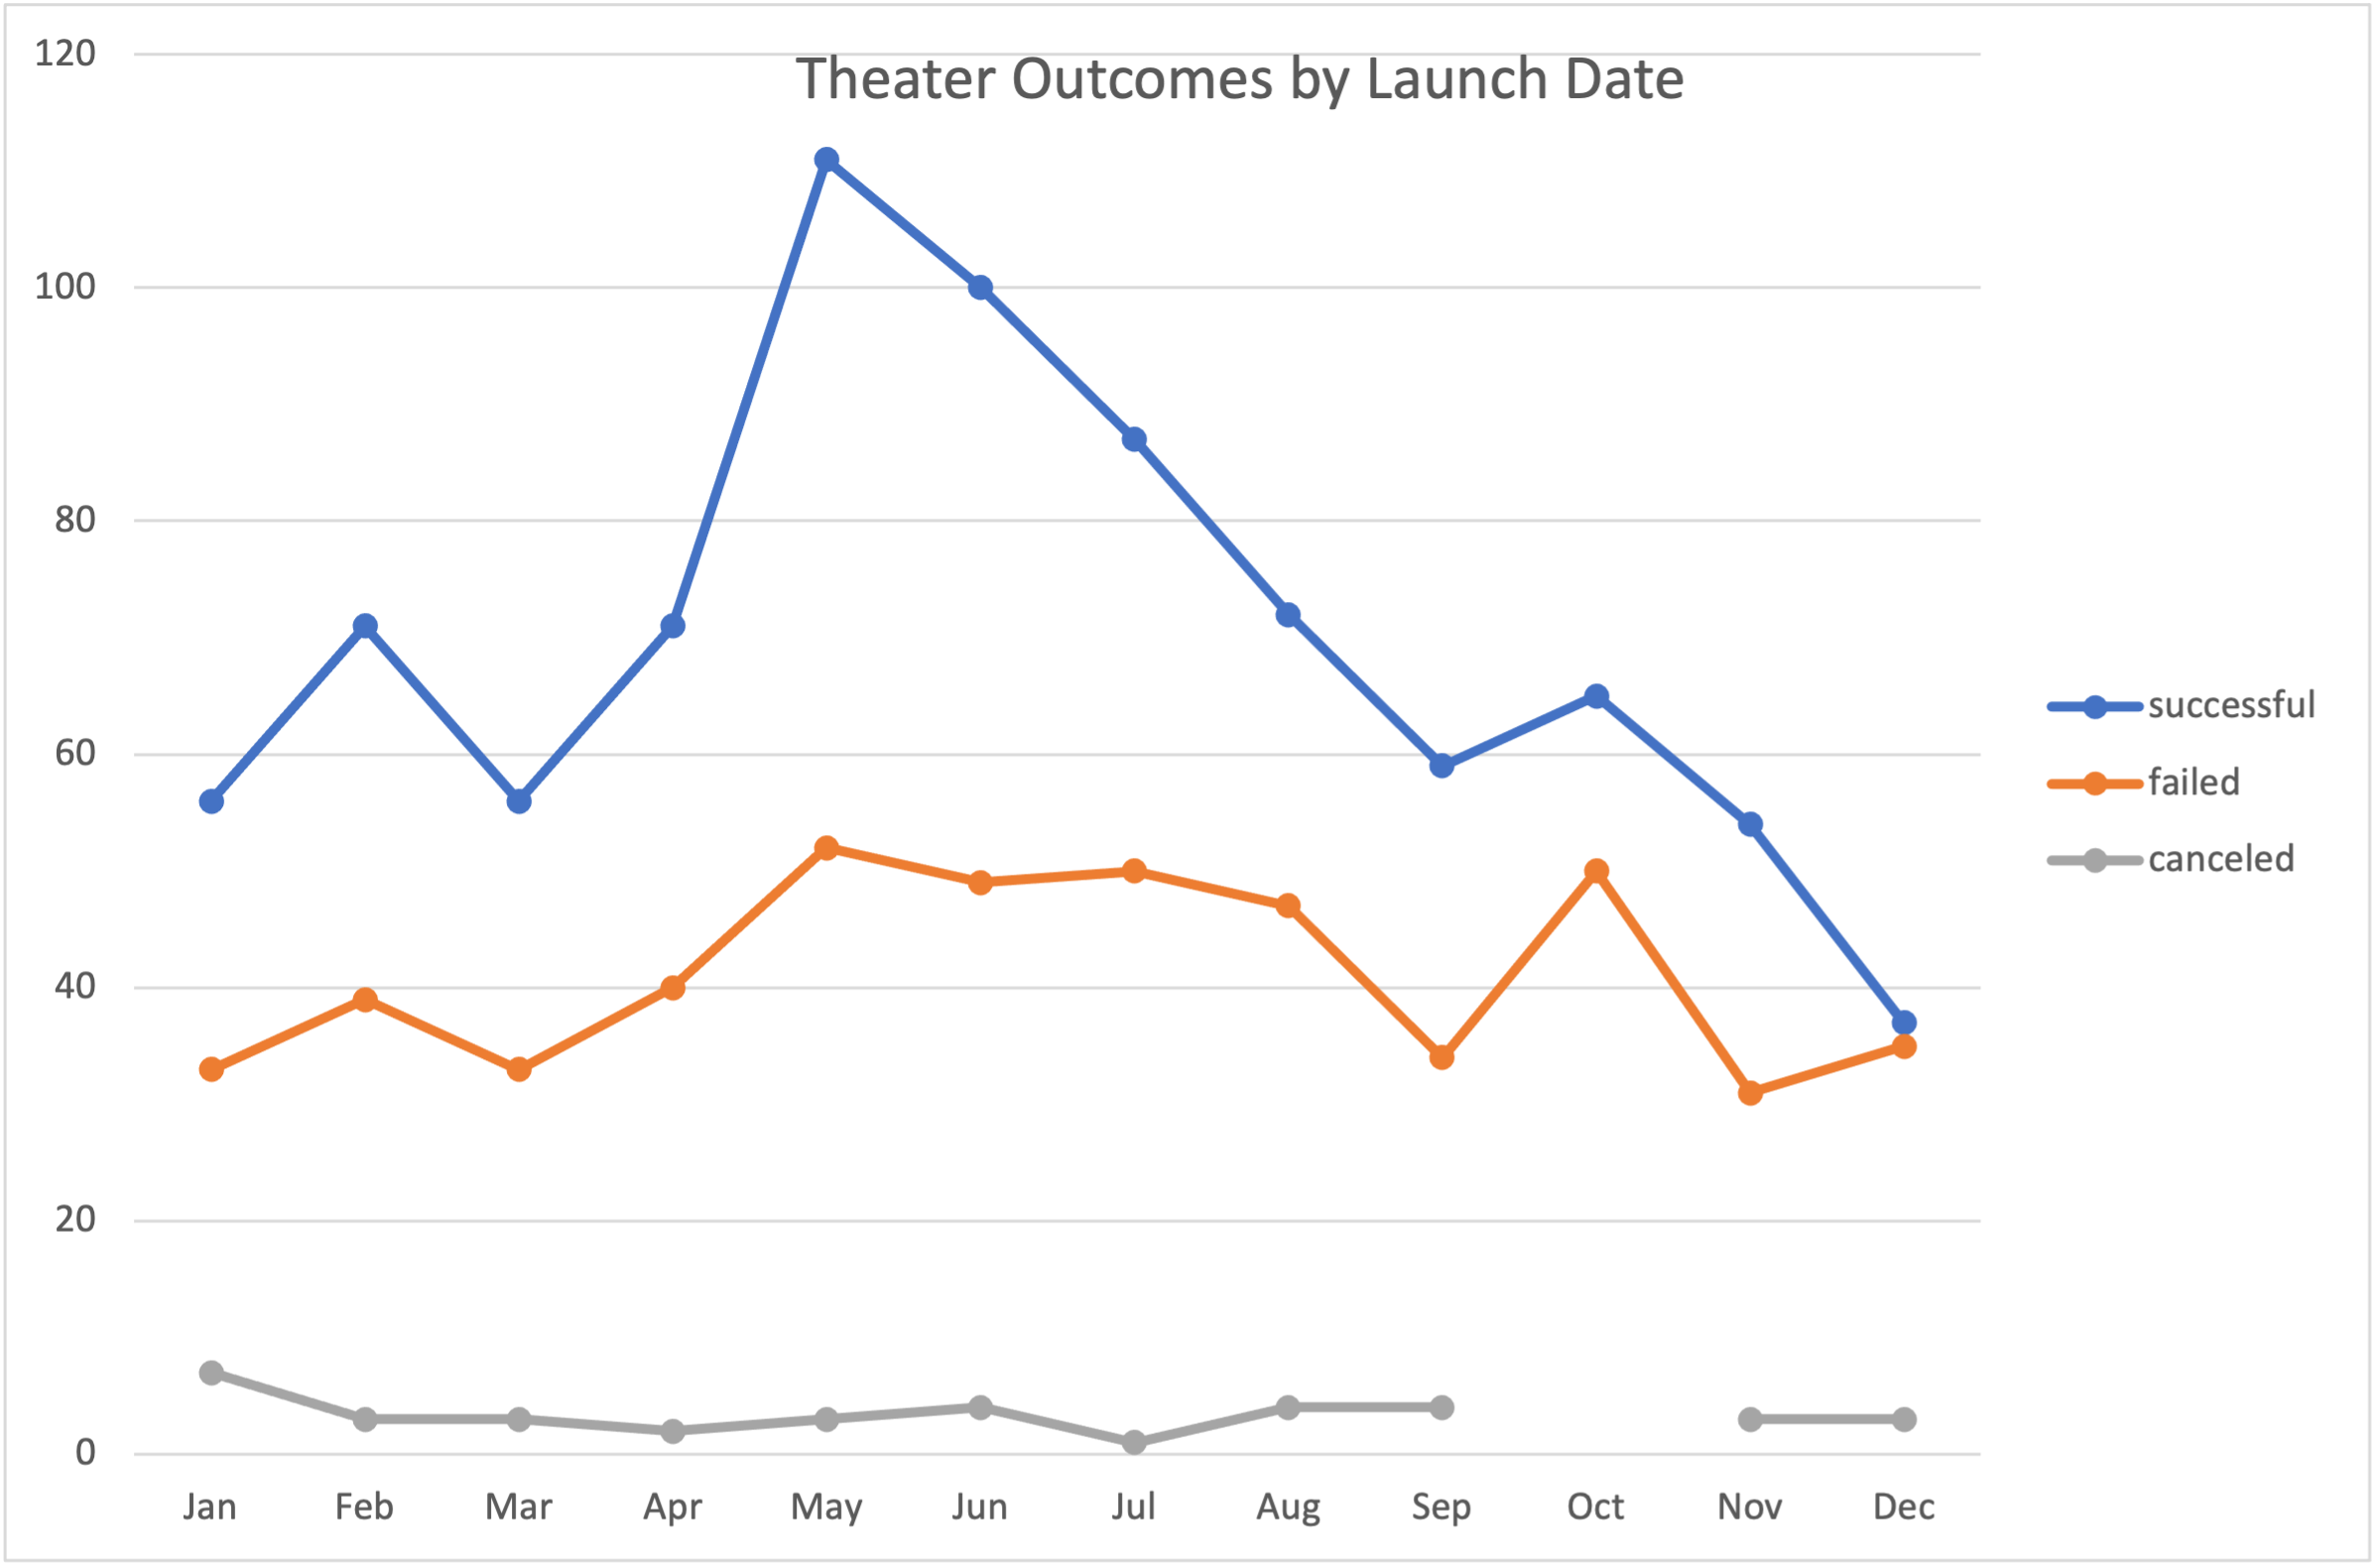 Theater Outcomes by Launch Date
120
100
80
60
40
20
0
Jan Feb Mar Apr May Jun Jul Aug Sep Oct Nov Dec
successful
failed
canceled